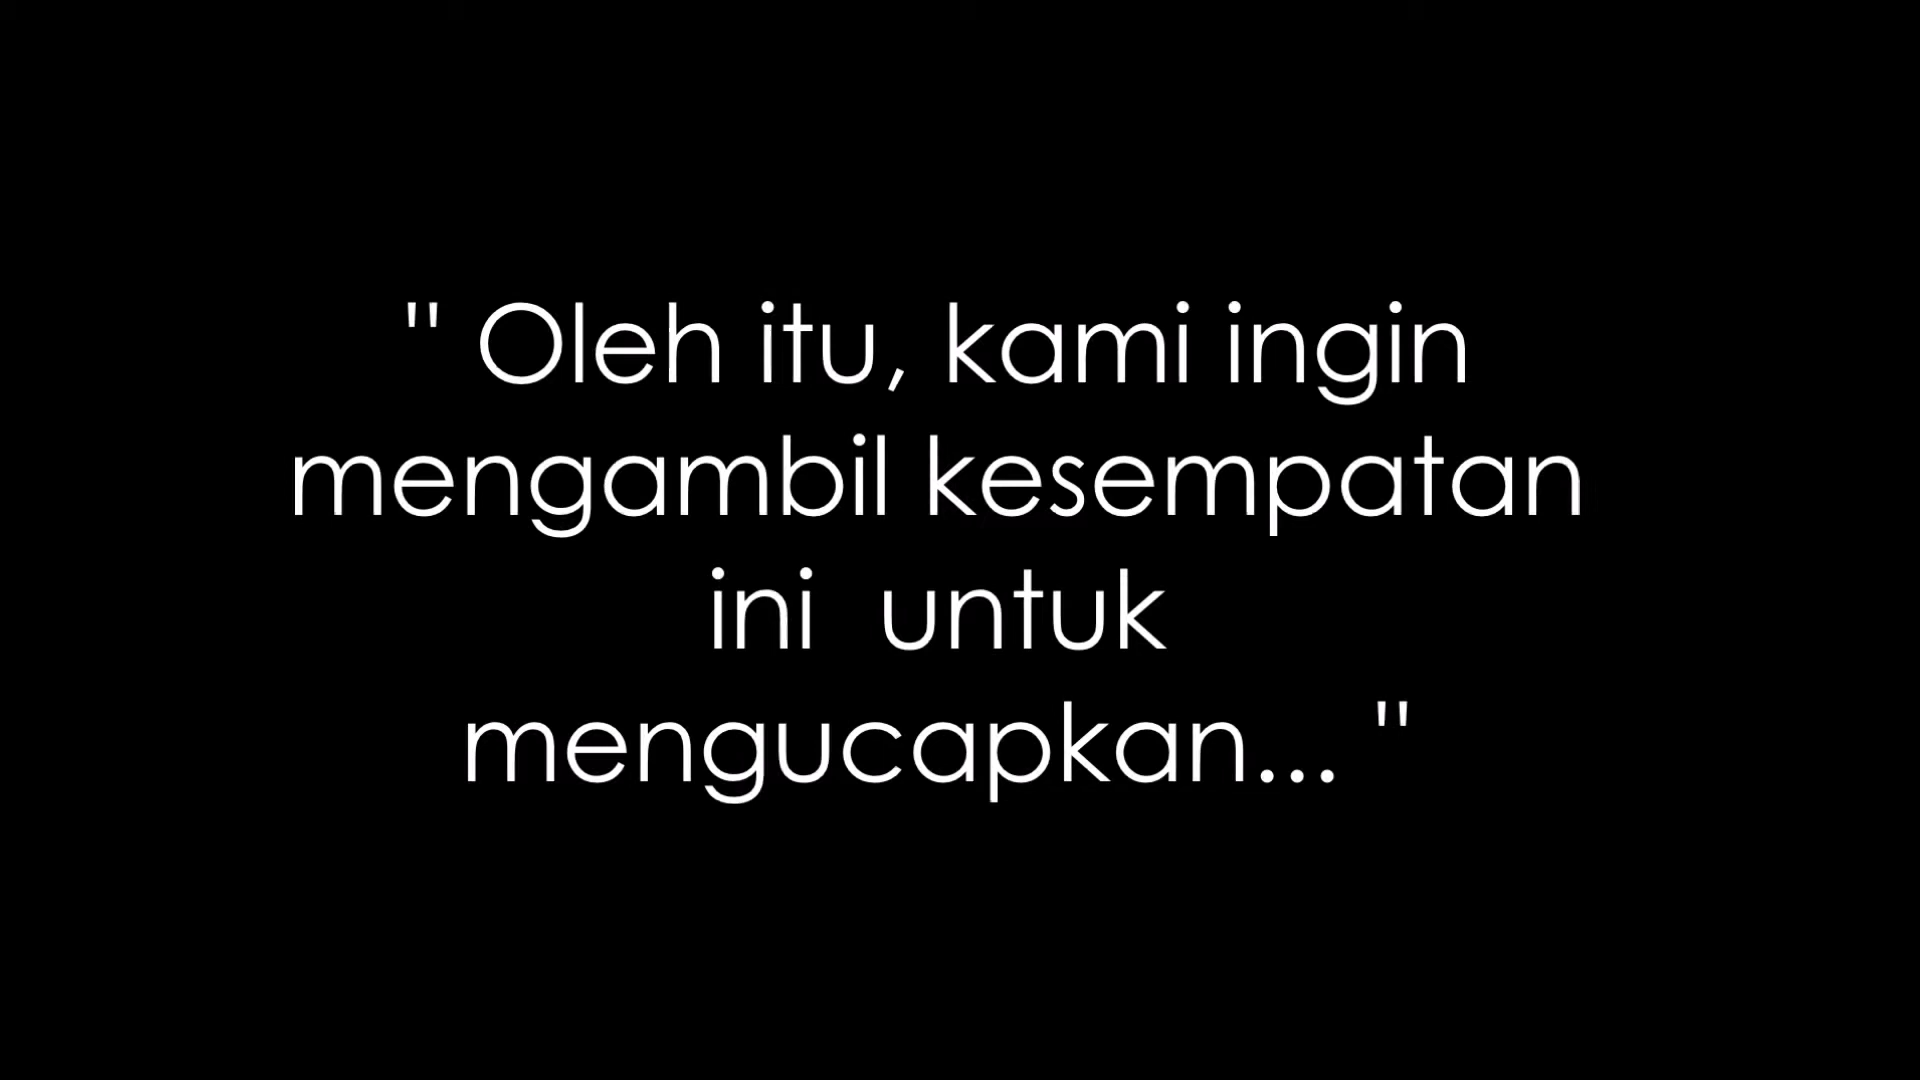 " Oleh itu, kami ingin
mengambil kesempatan
ini  untuk
mengucapkan... "